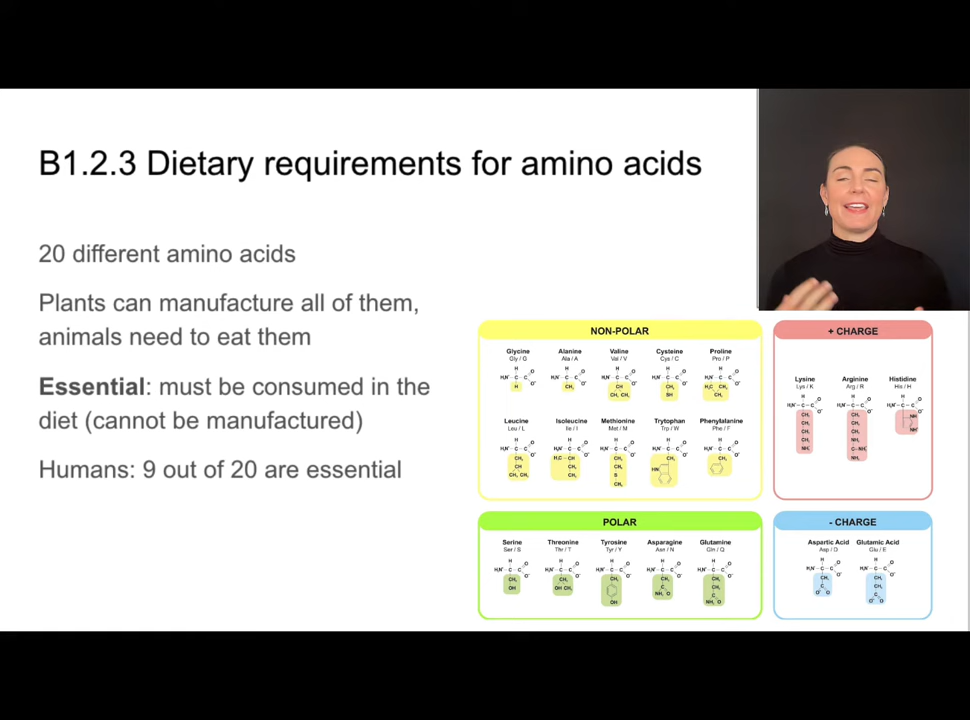 B1.2.3 Dietary requirements for amino acids
20 different amino acids
Plants can manufacture all of them,
animals need to eat them
Essential: must be consumed in the
diet (cannot be manufactured)
Humans: 9 out of 20 are essential
NON-POLAR
Glycine Alanine Valine Cysteine Proline
Gly / G Ala / A Val / V Cys / C Pro / P
Leucine Isoleucine Methionine Trytophan Phenylalanine
Leu / L Ile / I Met / M Trp / W Phe / F
+ CHARGE
Lysine Arginine Histidine
Lys / K Arg / R His / H
POLAR
Serine Threonine Tyrosine Asparagine Glutamine
Ser / S Thr / T Tyr / Y Asn / N Gln / Q
- CHARGE
Aspartic Acid Glutamic Acid
Asp / D Glu / E